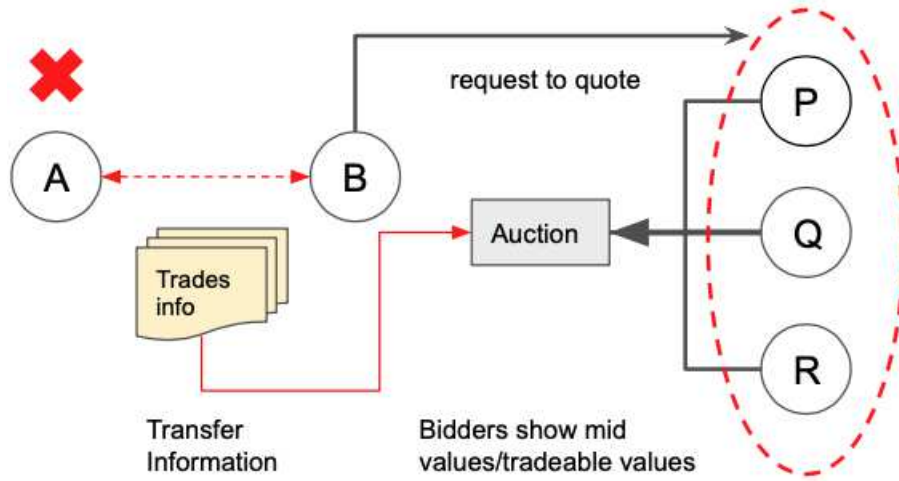 request to quote
P
A
B
Q
Auction
Trades
info
R
Transfer
Information
Bidders show mid
values/tradeable values